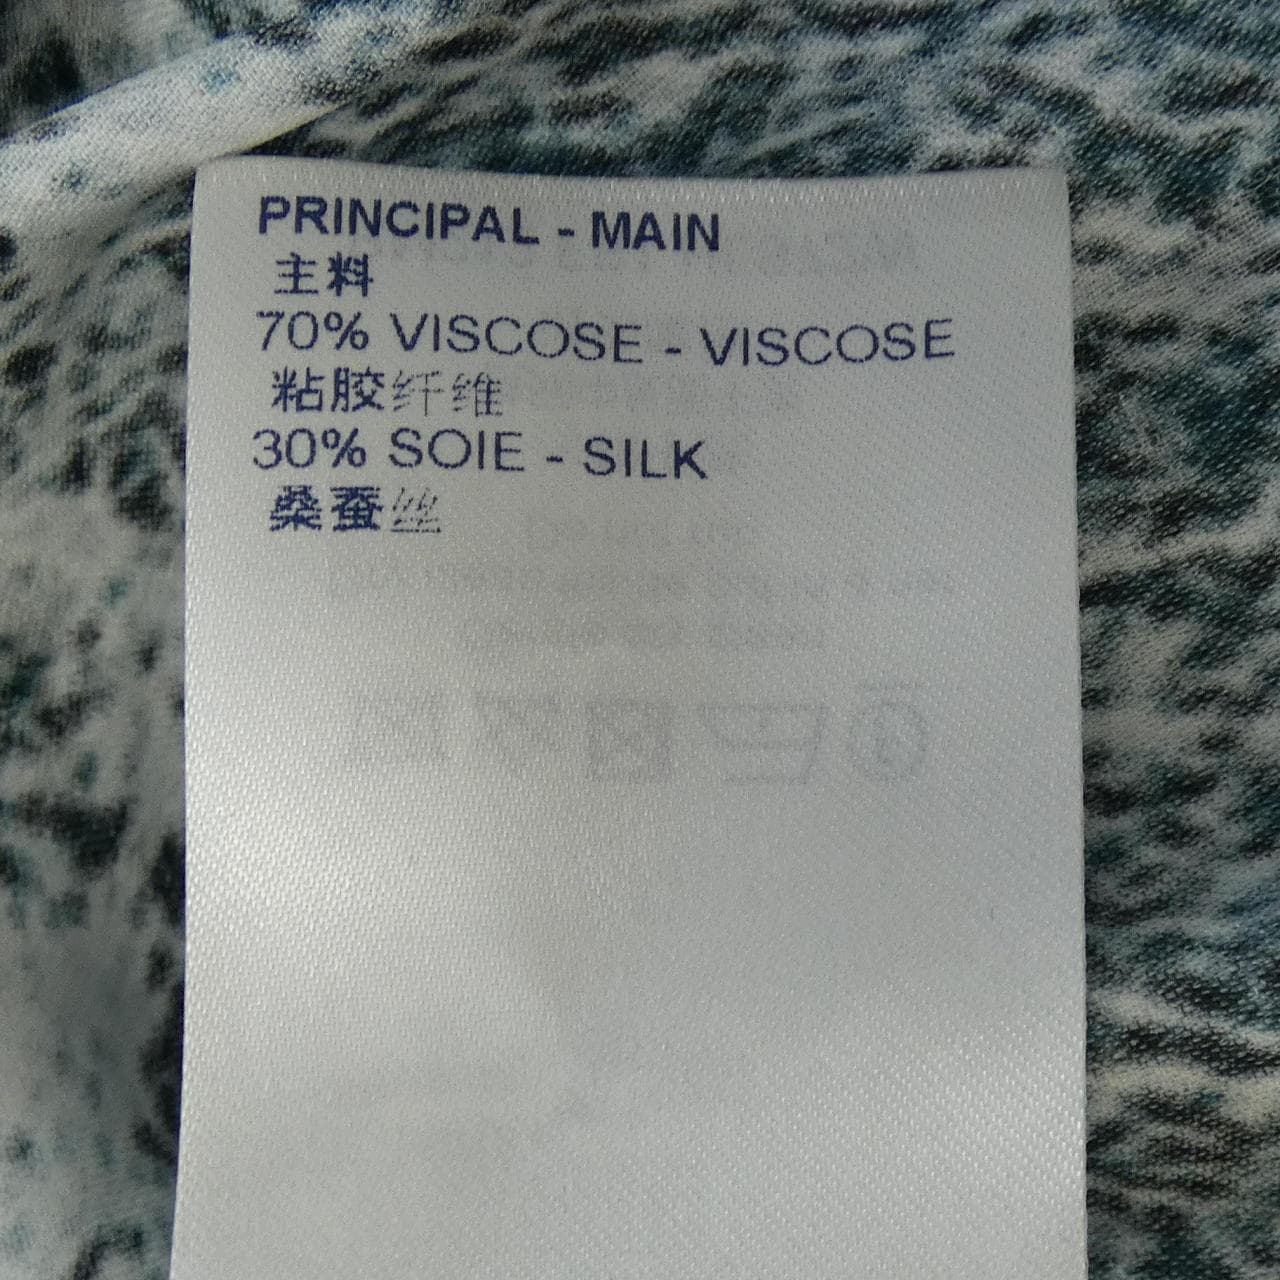 PRINCIPAL - MAIN
主料
70% VISCOSE - VISCOSE
粘胶纤维
30% SOIE - SILK
桑蚕丝